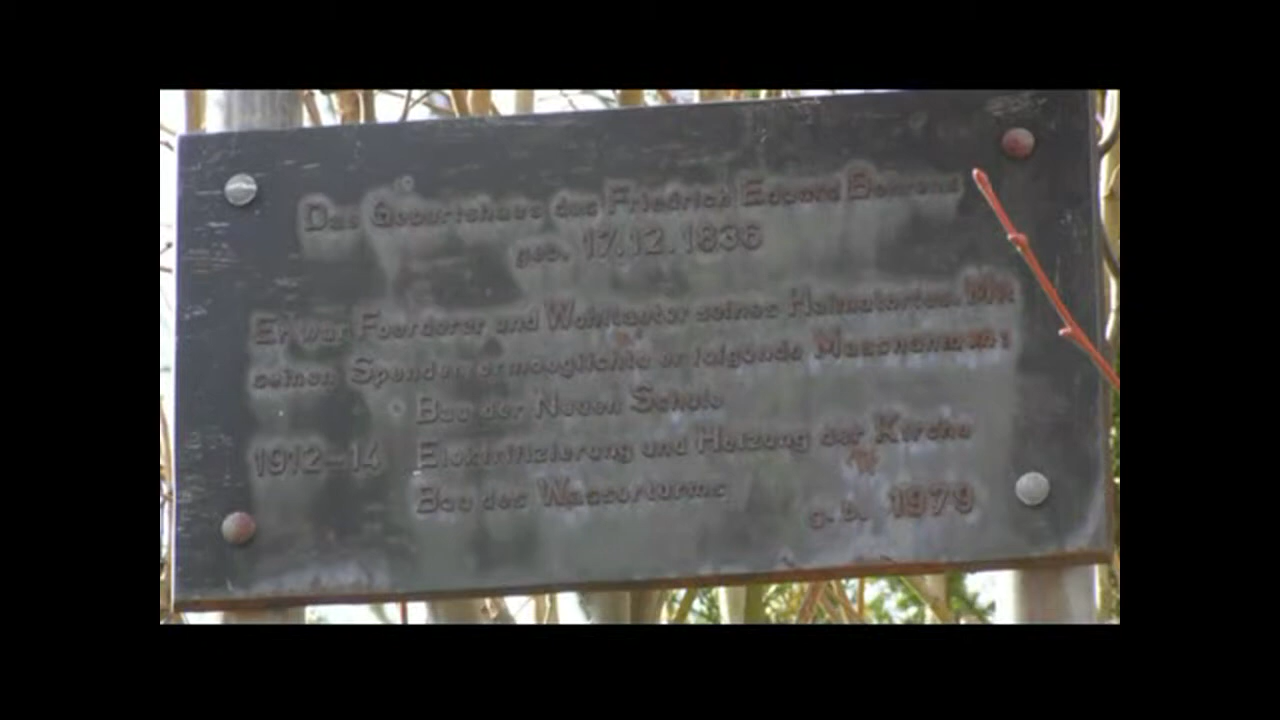 Das Geburtshaus des Friedrich Eduard Behrens
geb. 17.12.1836
Er war Foerderer und Wohltaeter seines Heimatortes. Mit
seinen Spenden ermoeglichte er folgende Massnahmen:
Bau der Neuen Schule
1912-14 Elektrifizierung und Heizung der Kirche
Bau des Wasserturms
1979